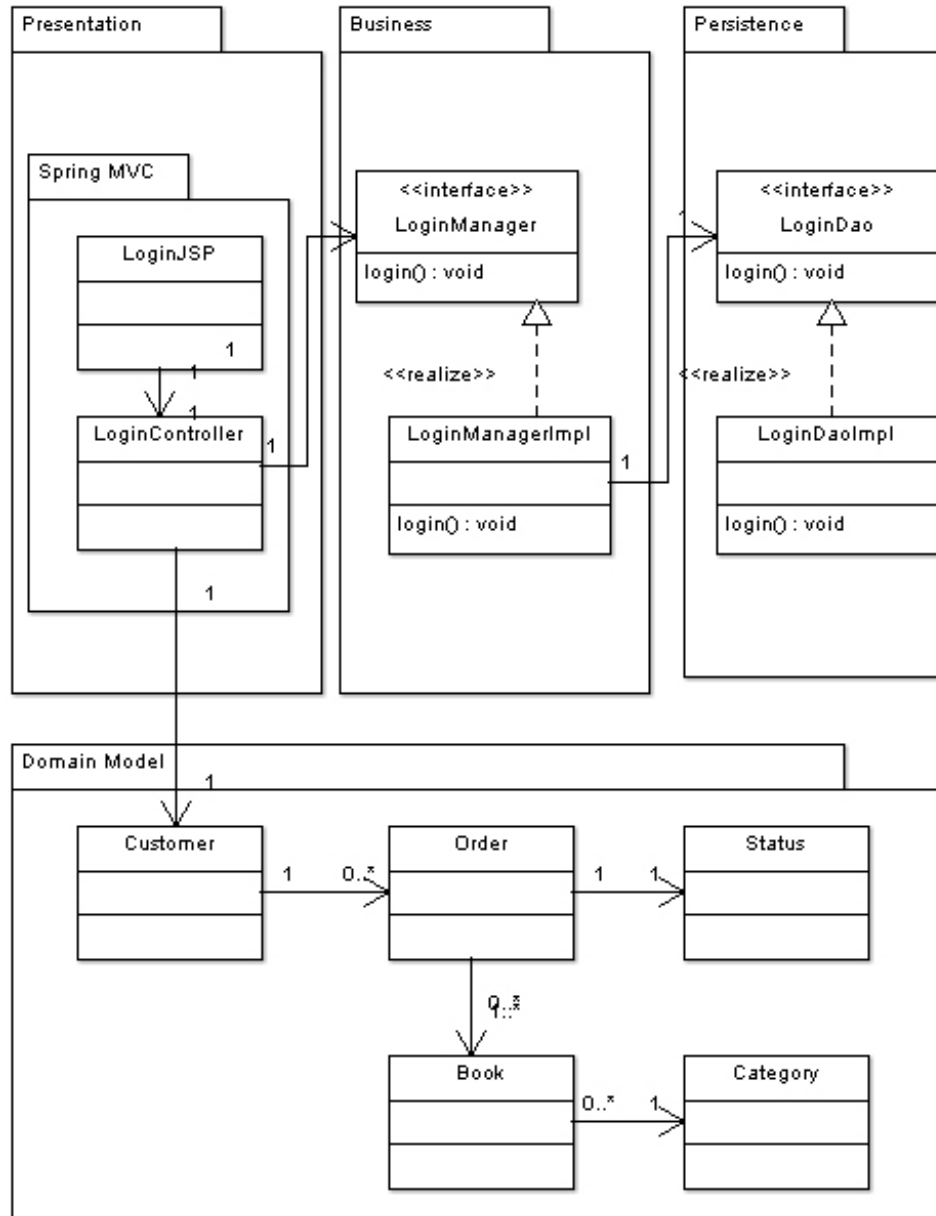 Presentation
Business
Persistence
Spring MVC
<<interface>>
LoginManager
login() : void
<<interface>>
LoginDao
login() : void
LoginJSP
1
1
1
LoginController
1
<<realize>>
LoginManagerImpl
1
login() : void
<<realize>>
LoginDaoImpl
login() : void
1
Domain Model
1
Customer
1
0..*
Order
1
1
Status
0..*
1..*
Book
0..*
1
Category